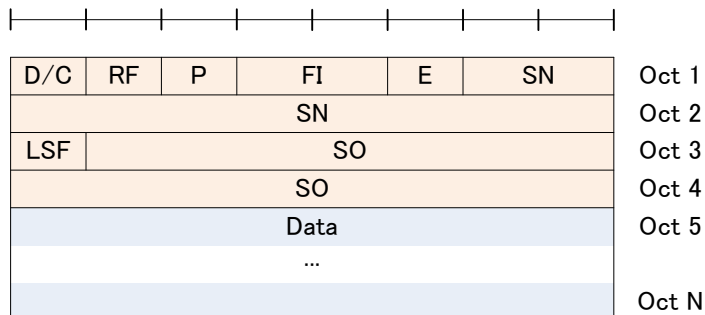 D/C RF P FI E SN Oct 1
SN Oct 2
LSF SO Oct 3
SO Oct 4
Data Oct 5
...
Oct N